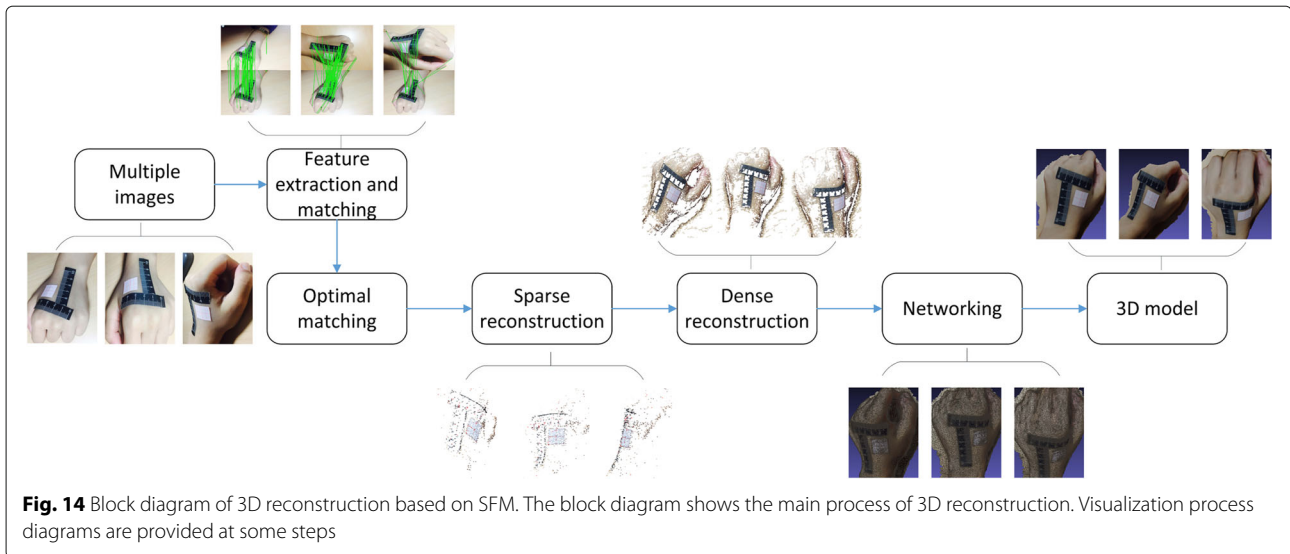 Multiple
images
Feature
extraction and
matching
Optimal
matching
Sparse
reconstruction
Dense
reconstruction
Networking
3D model
Fig. 14 Block diagram of 3D reconstruction based on SFM. The block diagram shows the main process of 3D reconstruction. Visualization process
diagrams are provided at some steps